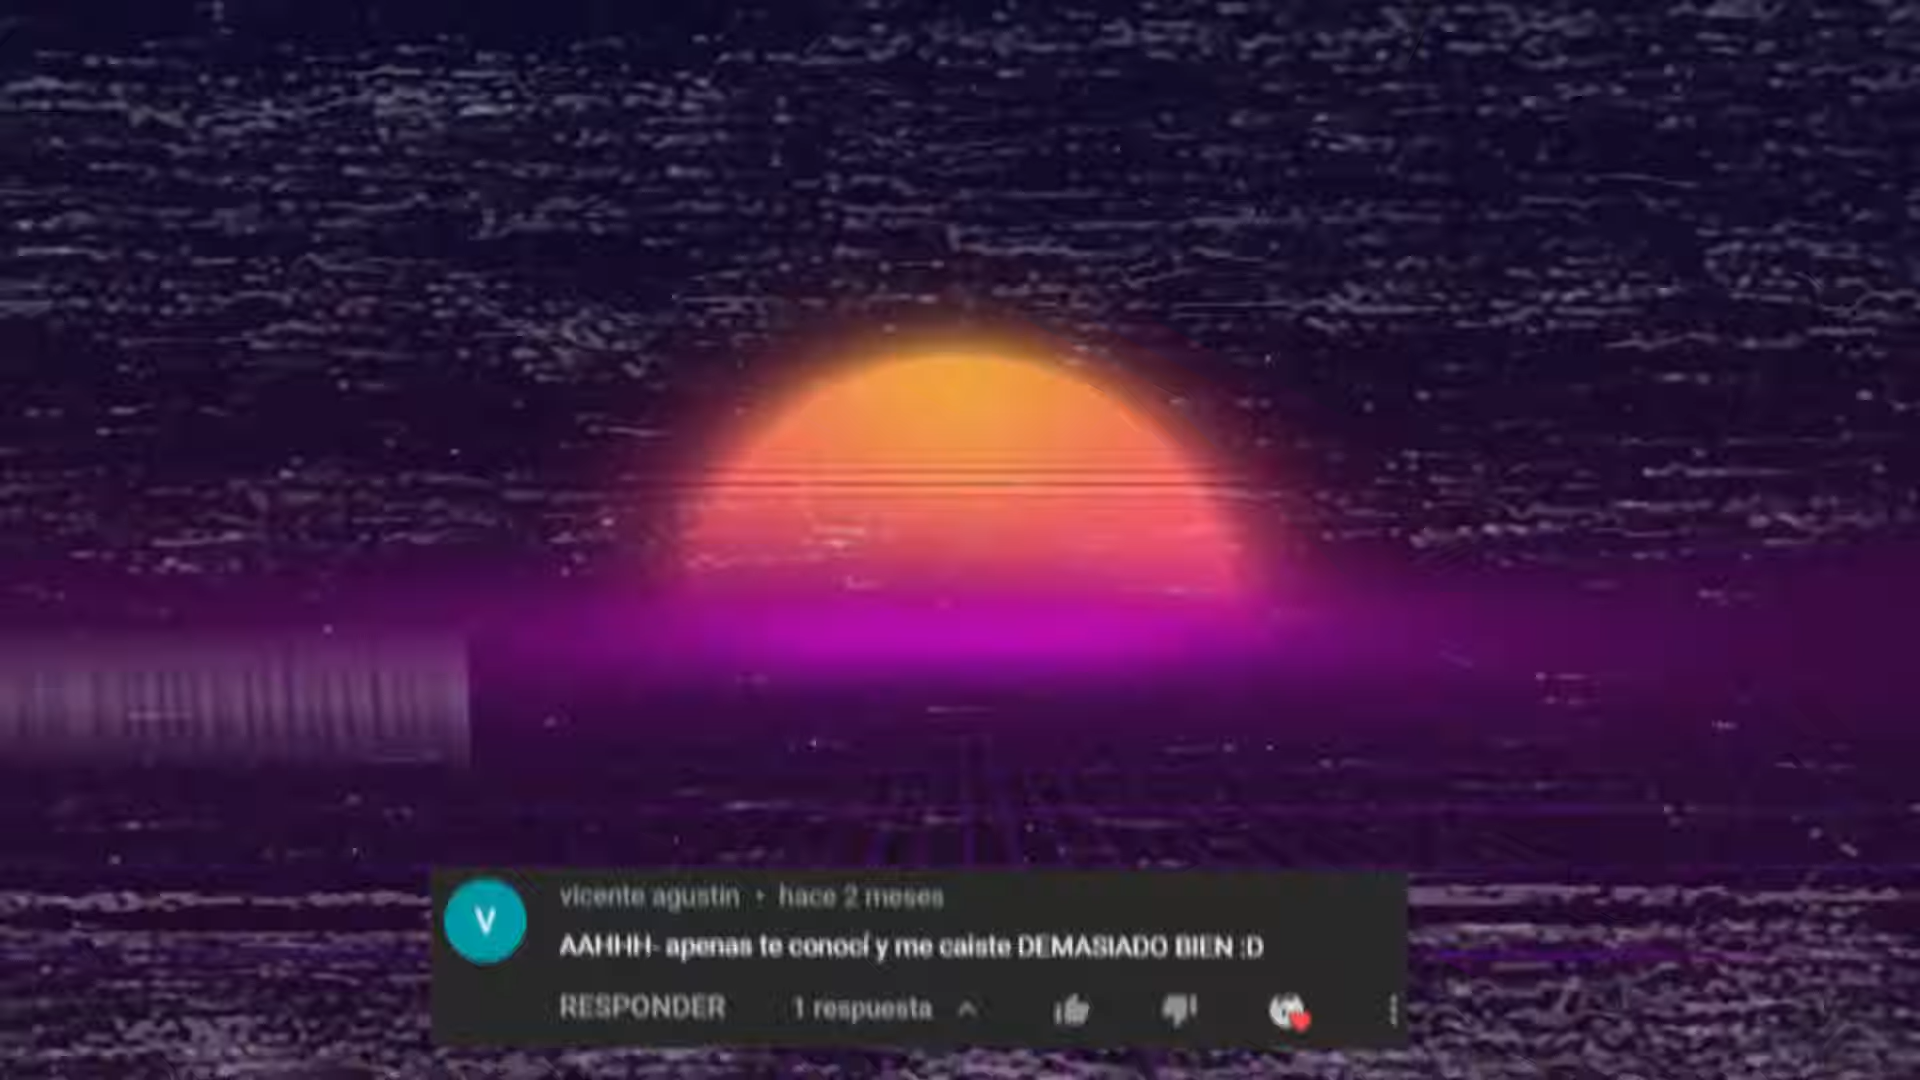 V
vicente agustin • hace 2 meses
AAHHH- apenas te conocí y me caiste DEMASIADO BIEN :D
RESPONDER 1 respuesta